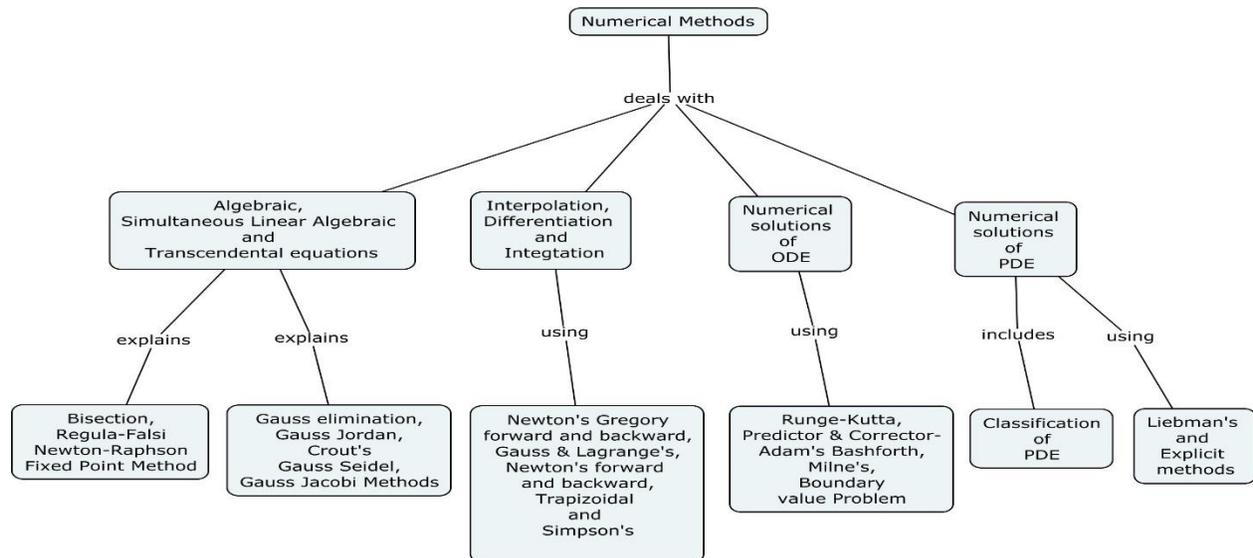 Numerical Methods
deals with
Algebraic,
Simultaneous Linear Algebraic
and
Transcendental equations
Interpolation,
Differentiation
and
Integtation
Numerical
solutions
of
ODE
Numerical
solutions
of
PDE
explains
explains
using
using
includes
using
Bisection,
Regula-Falsi
Newton-Raphson
Fixed Point Method
Gauss elimination,
Gauss Jordan,
Crout's
Gauss Seidel,
Gauss Jacobi Methods
Newton's Gregory
forward and backward,
Gauss & Lagrange's,
Newton's forward
and backward,
Trapizoidal
and
Simpson's
Runge-Kutta,
Predictor & Corrector-
Adam's Bashforth,
Milne's,
Boundary
value Problem
Classification
of
PDE
Liebman's
and
Explicit
methods